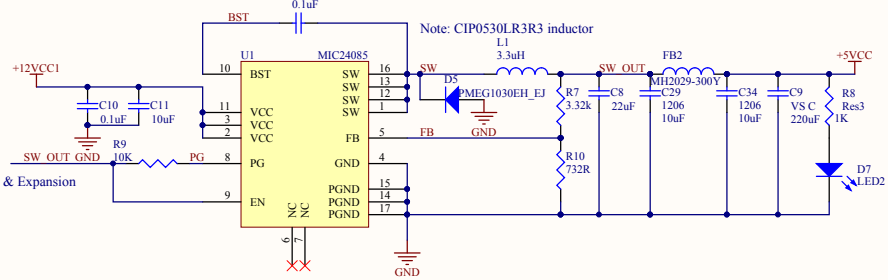 0.1uF
BST
Note: CIP0530LR3R3 inductor
U1
MIC24085
L1
3.3uH
FB2
+5VCC
+12VCC1
10
BST
SW
16
SW
SW_OUT
MH2029-300Y
SW
13
D5
SW
12
PMEG1030EH_EJ
R7
3.32k
C8
22uF
C29
1206
10uF
C34
1206
10uF
C9
VS C
220uF
R8
Res3
1K
C10
0.1uF
C11
10uF
11
VCC
SW
1
3
VCC
2
VCC
FB
5
FB
GND
SW_OUT_GND
R9
10K
PG
8
PG
GND
4
R10
732R
D7
LED2
& Expansion
9
EN
PGND
15
PGND
14
PGND
17
NC
NC
6
7
GND